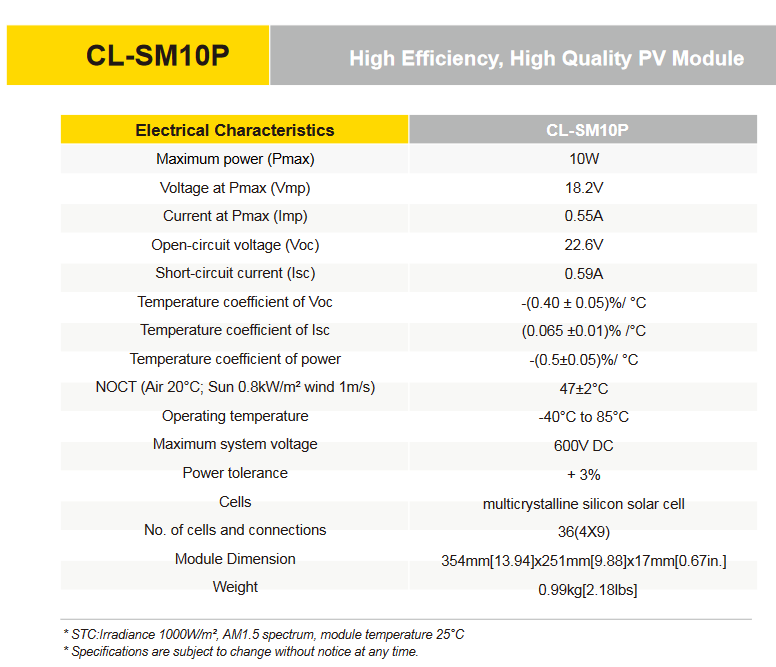 CL-SM10P
High Efficiency, High Quality PV Module
Electrical Characteristics CL-SM10P
Maximum power (Pmax) 10W
Voltage at Pmax (Vmp) 18.2V
Current at Pmax (Imp) 0.55A
Open-circuit voltage (Voc) 22.6V
Short-circuit current (Isc) 0.59A
Temperature coefficient of Voc -(0.40 ± 0.05)%/ °C
Temperature coefficient of Isc (0.065 ±0.01)% /°C
Temperature coefficient of power -(0.5±0.05)%/ °C
NOCT (Air 20°C; Sun 0.8kW/m² wind 1m/s) 47±2°C
Operating temperature -40°C to 85°C
Maximum system voltage 600V DC
Power tolerance + 3%
Cells multicrystalline silicon solar cell
No. of cells and connections 36(4X9)
Module Dimension 354mm[13.94]x251mm[9.88]x17mm[0.67in.]
Weight 0.99kg[2.18lbs]
* STC:Irradiance 1000W/m², AM1.5 spectrum, module temperature 25°C
* Specifications are subject to change without notice at any time.